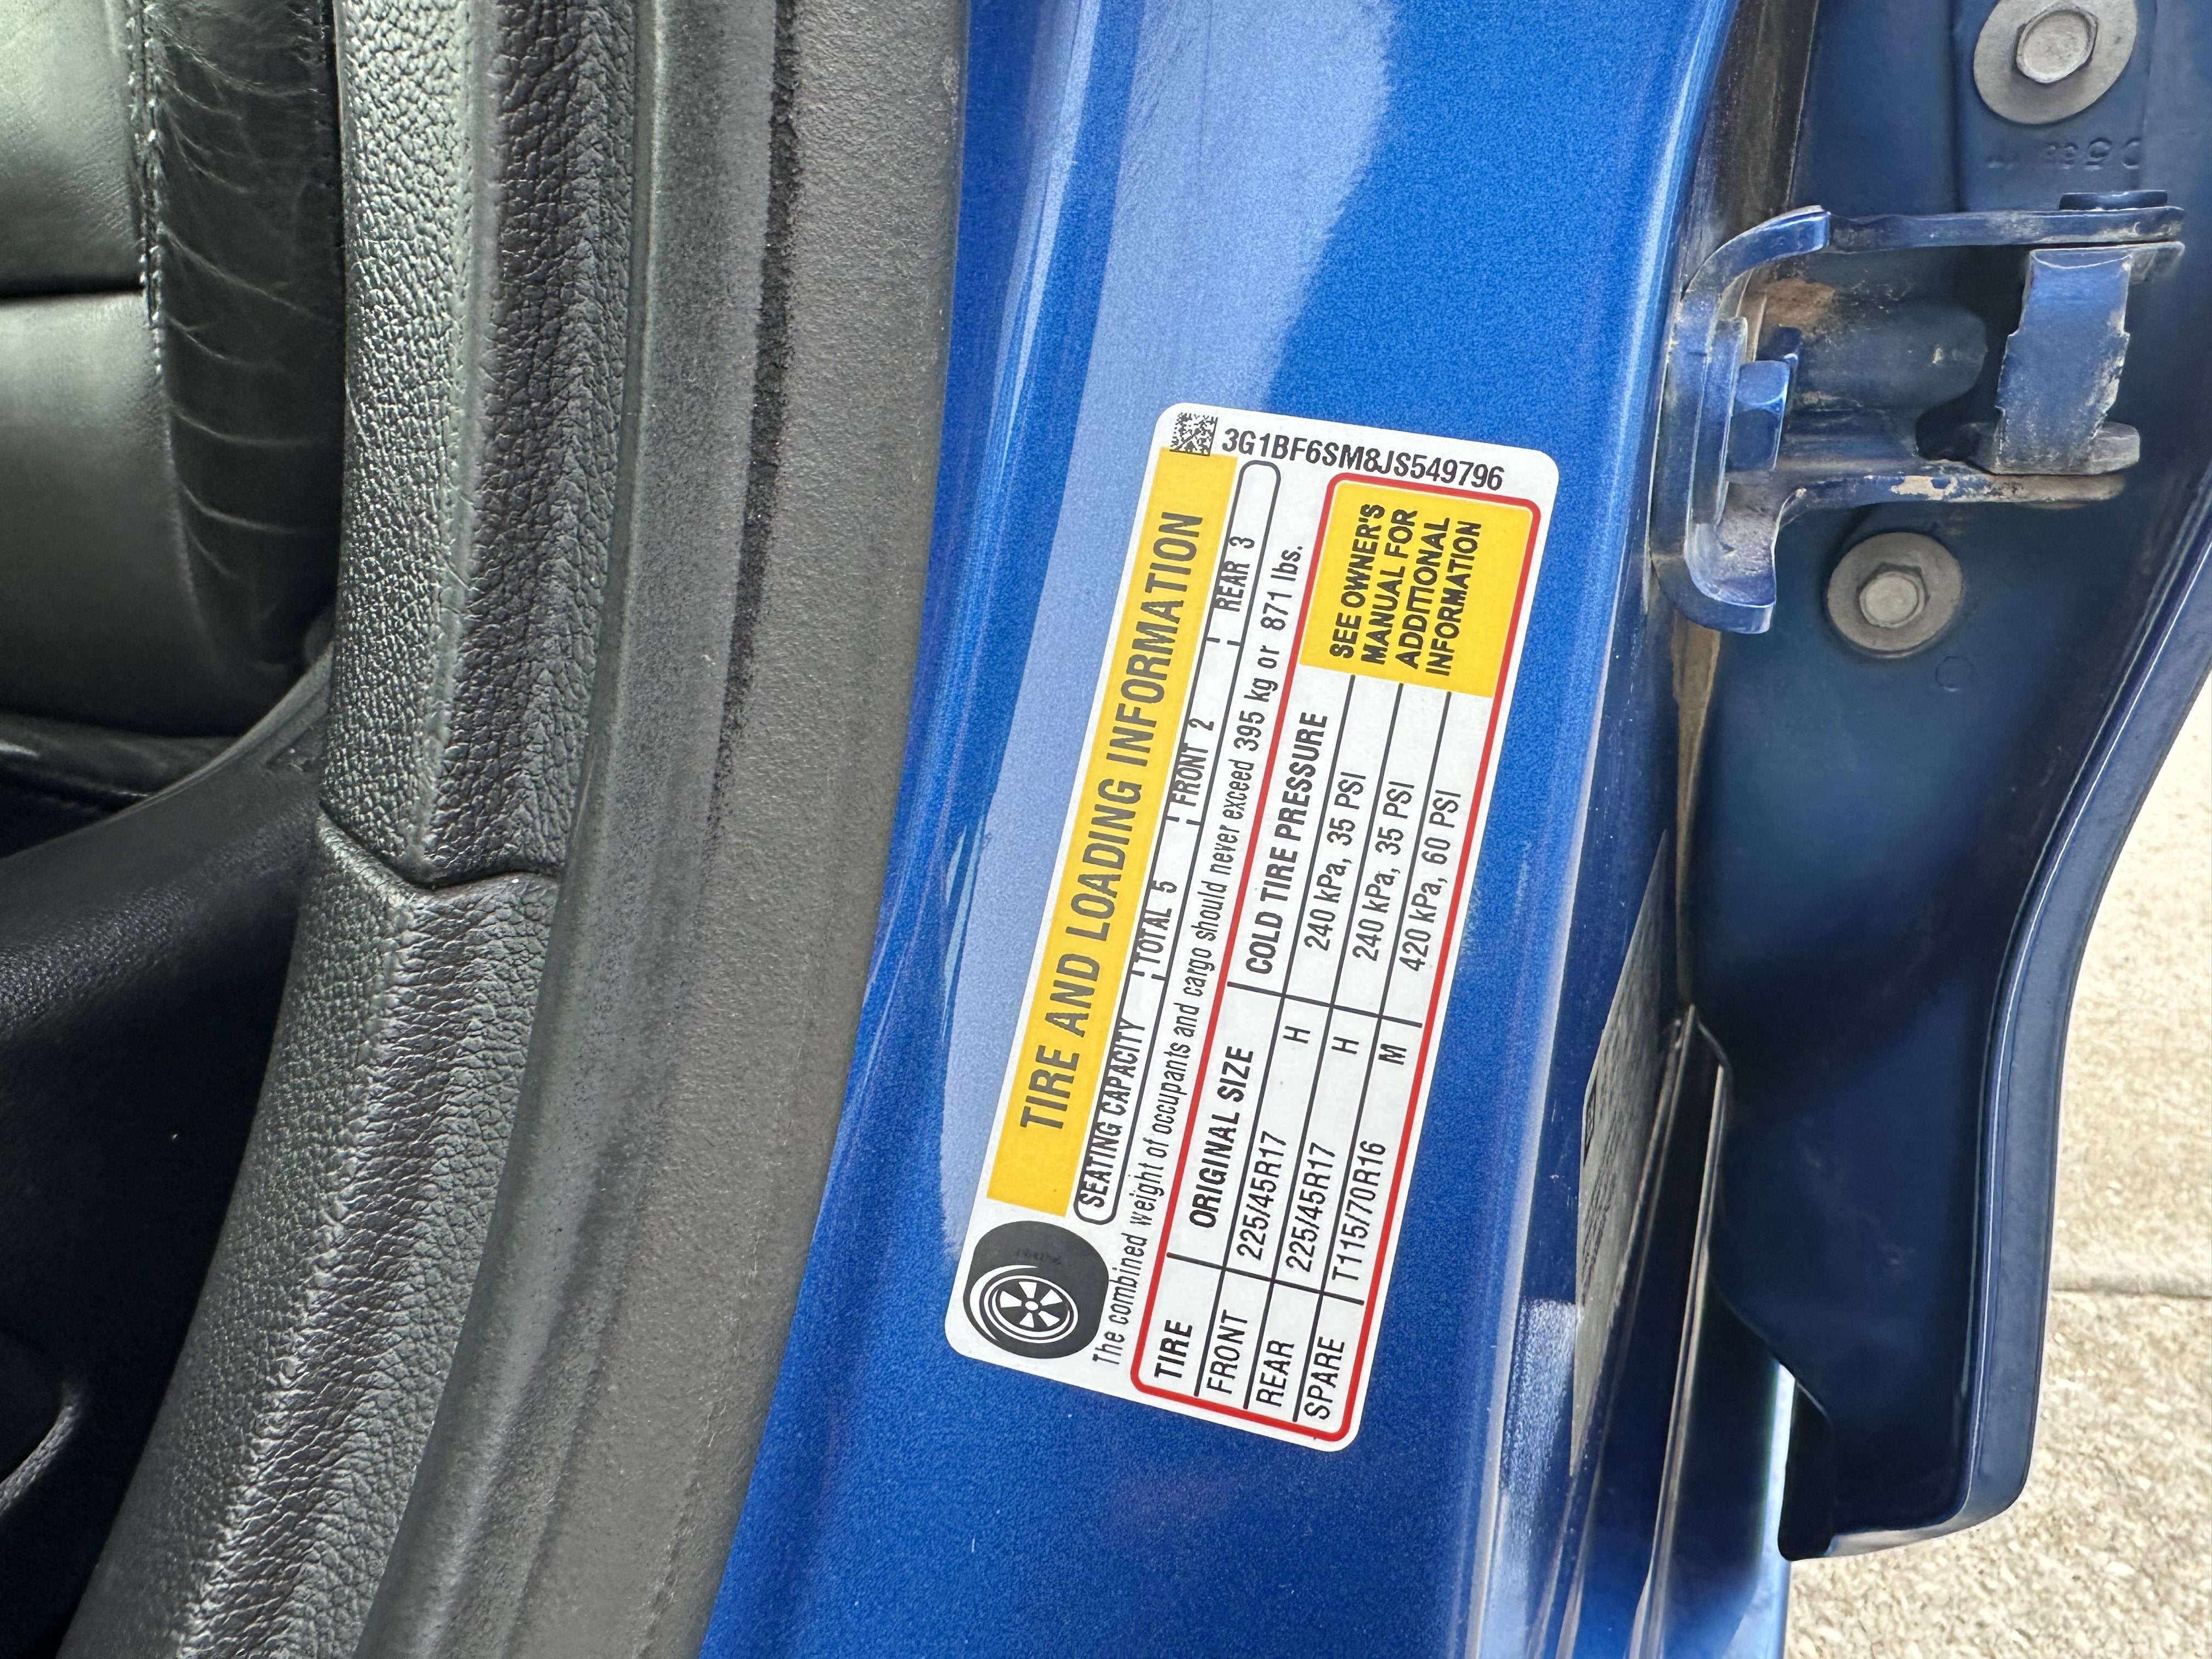 TIRE AND LOADING INFORMATION
SEATING CAPACITY TOTAL 5 FRONT 2 REAR 3
The combined weight of occupants and cargo should never exceed 395 kg or 871 lbs.
TIRE ORIGINAL SIZE COLD TIRE PRESSURE
FRONT 225/45R17 H 240 kPa, 35 PSI
REAR 225/45R17 H 240 kPa, 35 PSI
SPARE T115/70R16 M 420 kPa, 60 PSI
SEE OWNER'S
MANUAL FOR
ADDITIONAL
INFORMATION
3G1BF6SM8JS549796